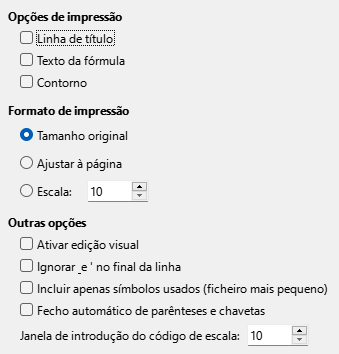 Opções de impressão
Linha de título
Texto da fórmula
Contorno
Formato de impressão
Tamanho original
Ajustar à página
Escala: 10
Outras opções
Ativar edição visual
Ignorar _e ' no final da linha
Incluir apenas símbolos usados (ficheiro mais pequeno)
Fecho automático de parênteses e chavetas
Janela de introdução do código de escala: 10